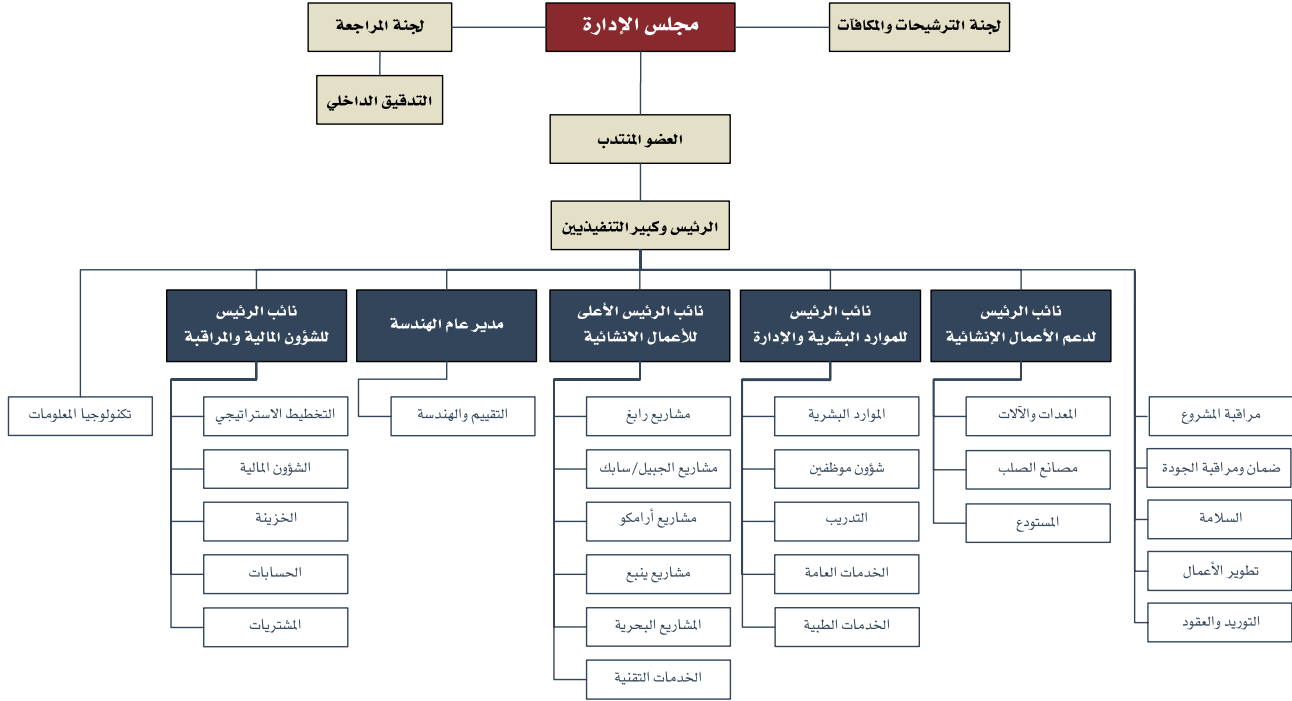 لجنة الترشيحات والمكافآت
مجلس الإدارة
لجنة المراجعة
التدقيق الداخلي
العضو المنتدب
الرئيس وكبير التنفيذيين
نائب الرئيس
لدعم الأعمال الإنشائية
نائب الرئيس
للموارد البشرية والإدارة
نائب الرئيس الأعلى
للأعمال الانشائية
مدير عام الهندسة
نائب الرئيس
للشؤون المالية والمراقبة
مراقبة المشروع
ضمان ومراقبة الجودة
السلامة
تطوير الأعمال
التوريد والعقود
المعدات والآلات
مصانع الصلب
المستودع
الموارد البشرية
شؤون موظفين
التدريب
الخدمات العامة
الخدمات الطبية
مشاريع رابغ
مشاريع الجبيل/سابك
مشاريع أرامكو
مشاريع ينبع
المشاريع البحرية
الخدمات التقنية
التقييم والهندسة
التخطيط الاستراتيجي
الشؤون المالية
الخزينة
الحسابات
المشتريات
تكنولوجيا المعلومات